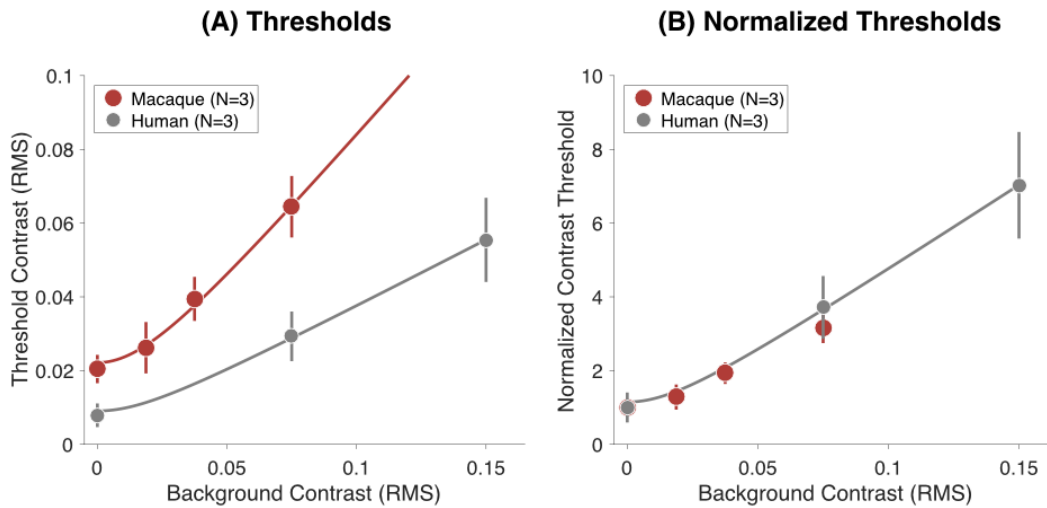 (A) Thresholds
Threshold Contrast (RMS)
0.1
0.08
0.06
0.04
0.02
0
Macaque (N=3)
Human (N=3)
0
0.05
0.1
0.15
Background Contrast (RMS)
(B) Normalized Thresholds
Normalized Contrast Threshold
10
8
6
4
2
0
Macaque (N=3)
Human (N=3)
0
0.05
0.1
0.15
Background Contrast (RMS)